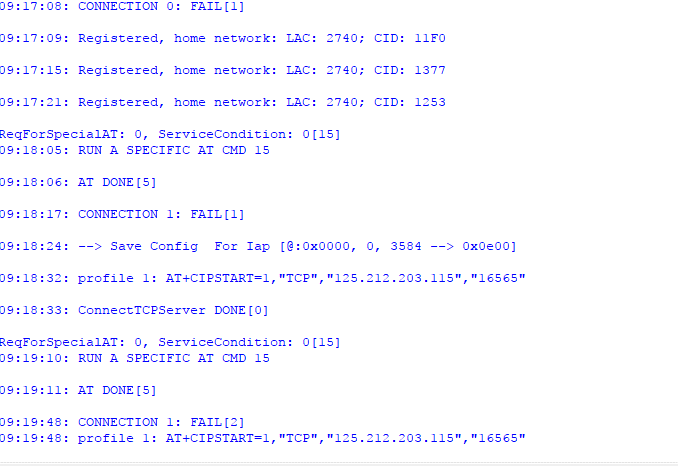 09:17:08: CONNECTION 0: FAIL[1]
09:17:09: Registered, home network: LAC: 2740; CID: 11F0
09:17:15: Registered, home network: LAC: 2740; CID: 1377
09:17:21: Registered, home network: LAC: 2740; CID: 1253
ReqForSpecialAT: 0, ServiceCondition: 0[15]
09:18:05: RUN A SPECIFIC AT CMD 15
09:18:06: AT DONE[5]
09:18:17: CONNECTION 1: FAIL[1]
09:18:24: --> Save Config  For Iap [@:0x0000, 0, 3584 --> 0x0e00]
09:18:32: profile 1: AT+CIPSTART=1,"TCP","125.212.203.115","16565"
09:18:33: ConnectTCPServer DONE[0]
ReqForSpecialAT: 0, ServiceCondition: 0[15]
09:19:10: RUN A SPECIFIC AT CMD 15
09:19:11: AT DONE[5]
09:19:48: CONNECTION 1: FAIL[2]
09:19:48: profile 1: AT+CIPSTART=1,"TCP","125.212.203.115","16565"